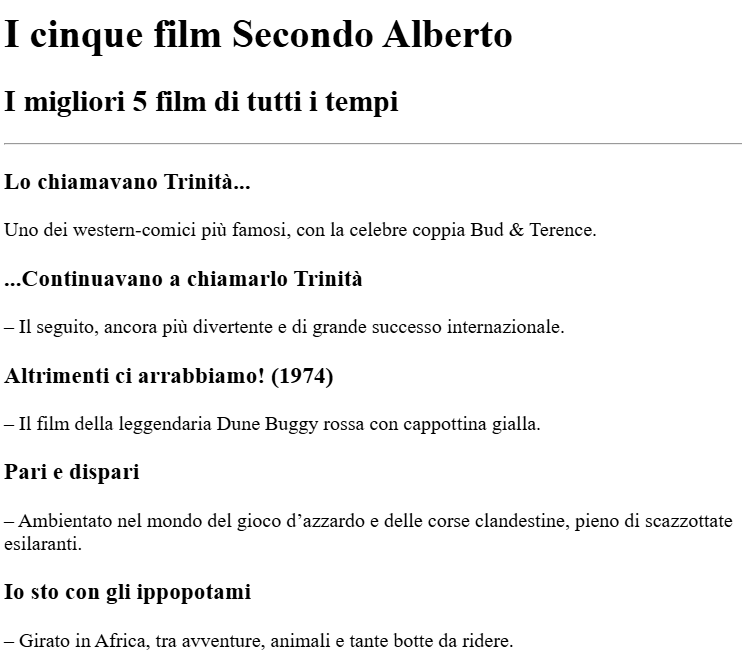 I cinque film Secondo Alberto
I migliori 5 film di tutti i tempi
Lo chiamavano Trinità...
Uno dei western-comici più famosi, con la celebre coppia Bud & Terence.
...Continuavano a chiamarlo Trinità
– Il seguito, ancora più divertente e di grande successo internazionale.
Altrimenti ci arrabbiamo! (1974)
– Il film della leggendaria Dune Buggy rossa con cappottina gialla.
Pari e dispari
– Ambientato nel mondo del gioco d’azzardo e delle corse clandestine, pieno di scazzottate
esilaranti.
Io sto con gli ippopotami
– Girato in Africa, tra avventure, animali e tante botte da ridere.